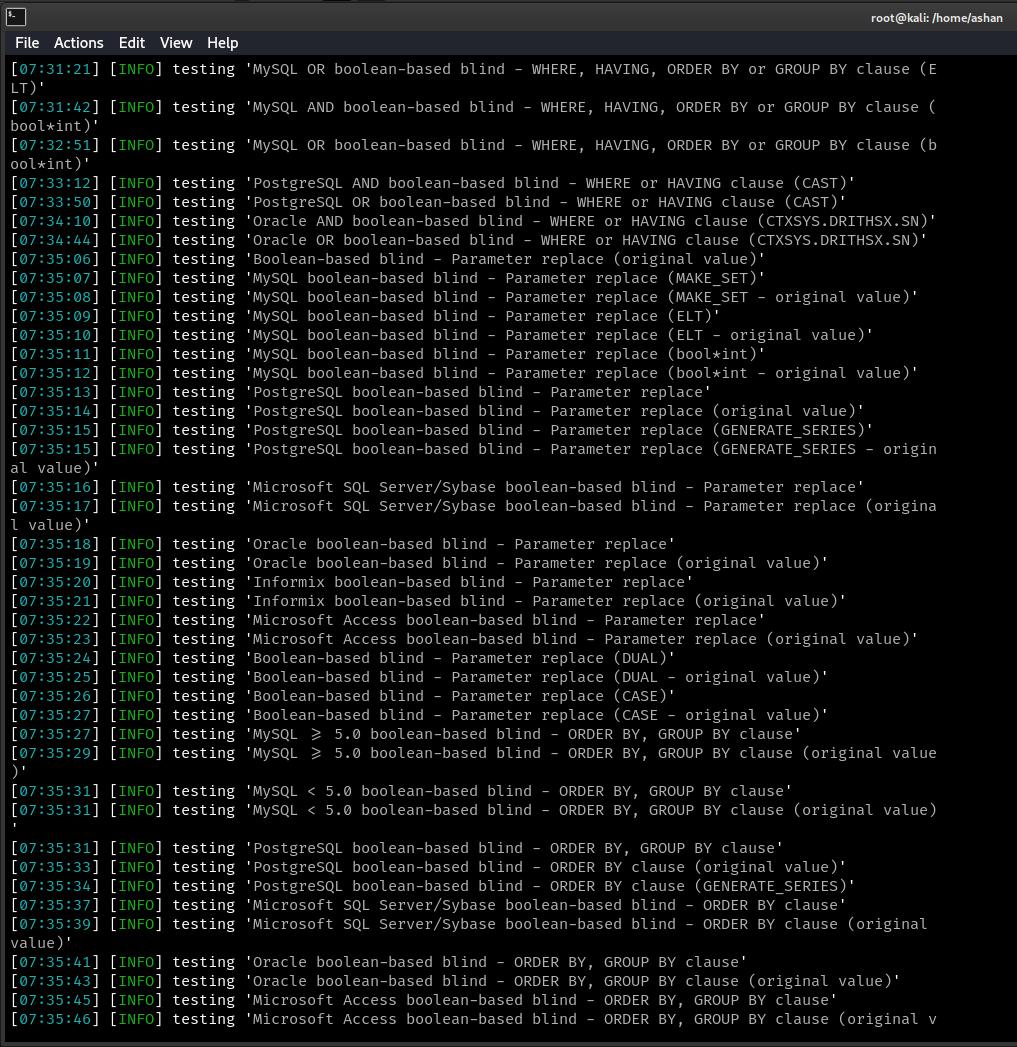 root@kali: /home/ashan
File Actions Edit View Help
[07:31:21] [INFO] testing 'MySQL OR boolean-based blind - WHERE, HAVING, ORDER BY or GROUP BY clause (E
LT)'
[07:31:42] [INFO] testing 'MySQL AND boolean-based blind - WHERE, HAVING, ORDER BY or GROUP BY clause (
bool*int)'
[07:32:51] [INFO] testing 'MySQL OR boolean-based blind - WHERE, HAVING, ORDER BY or GROUP BY clause (b
ool*int)'
[07:33:12] [INFO] testing 'PostgreSQL AND boolean-based blind - WHERE or HAVING clause (CAST)'
[07:33:50] [INFO] testing 'PostgreSQL OR boolean-based blind - WHERE or HAVING clause (CAST)'
[07:34:10] [INFO] testing 'Oracle AND boolean-based blind - WHERE or HAVING clause (CTXSYS.DRITHSX.SN)'
[07:34:44] [INFO] testing 'Oracle OR boolean-based blind - WHERE or HAVING clause (CTXSYS.DRITHSX.SN)'
[07:35:06] [INFO] testing 'Boolean-based blind - Parameter replace (original value)'
[07:35:07] [INFO] testing 'MySQL boolean-based blind - Parameter replace (MAKE_SET)'
[07:35:08] [INFO] testing 'MySQL boolean-based blind - Parameter replace (MAKE_SET - original value)'
[07:35:09] [INFO] testing 'MySQL boolean-based blind - Parameter replace (ELT)'
[07:35:10] [INFO] testing 'MySQL boolean-based blind - Parameter replace (ELT - original value)'
[07:35:11] [INFO] testing 'MySQL boolean-based blind - Parameter replace (bool*int)'
[07:35:12] [INFO] testing 'MySQL boolean-based blind - Parameter replace (bool*int - original value)'
[07:35:13] [INFO] testing 'PostgreSQL boolean-based blind - Parameter replace'
[07:35:14] [INFO] testing 'PostgreSQL boolean-based blind - Parameter replace (original value)'
[07:35:15] [INFO] testing 'PostgreSQL boolean-based blind - Parameter replace (GENERATE_SERIES)'
[07:35:15] [INFO] testing 'PostgreSQL boolean-based blind - Parameter replace (GENERATE_SERIES - origin
al value)'
[07:35:16] [INFO] testing 'Microsoft SQL Server/Sybase boolean-based blind - Parameter replace'
[07:35:17] [INFO] testing 'Microsoft SQL Server/Sybase boolean-based blind - Parameter replace (origina
l value)'
[07:35:18] [INFO] testing 'Oracle boolean-based blind - Parameter replace'
[07:35:19] [INFO] testing 'Oracle boolean-based blind - Parameter replace (original value)'
[07:35:20] [INFO] testing 'Informix boolean-based blind - Parameter replace'
[07:35:21] [INFO] testing 'Informix boolean-based blind - Parameter replace (original value)'
[07:35:22] [INFO] testing 'Microsoft Access boolean-based blind - Parameter replace'
[07:35:23] [INFO] testing 'Microsoft Access boolean-based blind - Parameter replace (original value)'
[07:35:24] [INFO] testing 'Boolean-based blind - Parameter replace (DUAL)'
[07:35:25] [INFO] testing 'Boolean-based blind - Parameter replace (DUAL - original value)'
[07:35:26] [INFO] testing 'Boolean-based blind - Parameter replace (CASE)'
[07:35:27] [INFO] testing 'Boolean-based blind - Parameter replace (CASE - original value)'
[07:35:27] [INFO] testing 'MySQL ⩾ 5.0 boolean-based blind - ORDER BY, GROUP BY clause'
[07:35:29] [INFO] testing 'MySQL ⩾ 5.0 boolean-based blind - ORDER BY, GROUP BY clause (original value
)'
[07:35:31] [INFO] testing 'MySQL < 5.0 boolean-based blind - ORDER BY, GROUP BY clause'
[07:35:31] [INFO] testing 'MySQL < 5.0 boolean-based blind - ORDER BY, GROUP BY clause (original value)
'
[07:35:31] [INFO] testing 'PostgreSQL boolean-based blind - ORDER BY, GROUP BY clause'
[07:35:33] [INFO] testing 'PostgreSQL boolean-based blind - ORDER BY clause (original value)'
[07:35:34] [INFO] testing 'PostgreSQL boolean-based blind - ORDER BY clause (GENERATE_SERIES)'
[07:35:37] [INFO] testing 'Microsoft SQL Server/Sybase boolean-based blind - ORDER BY clause'
[07:35:39] [INFO] testing 'Microsoft SQL Server/Sybase boolean-based blind - ORDER BY clause (original 
value)'
[07:35:41] [INFO] testing 'Oracle boolean-based blind - ORDER BY, GROUP BY clause'
[07:35:43] [INFO] testing 'Oracle boolean-based blind - ORDER BY, GROUP BY clause (original value)'
[07:35:45] [INFO] testing 'Microsoft Access boolean-based blind - ORDER BY, GROUP BY clause'
[07:35:46] [INFO] testing 'Microsoft Access boolean-based blind - ORDER BY, GROUP BY clause (original v